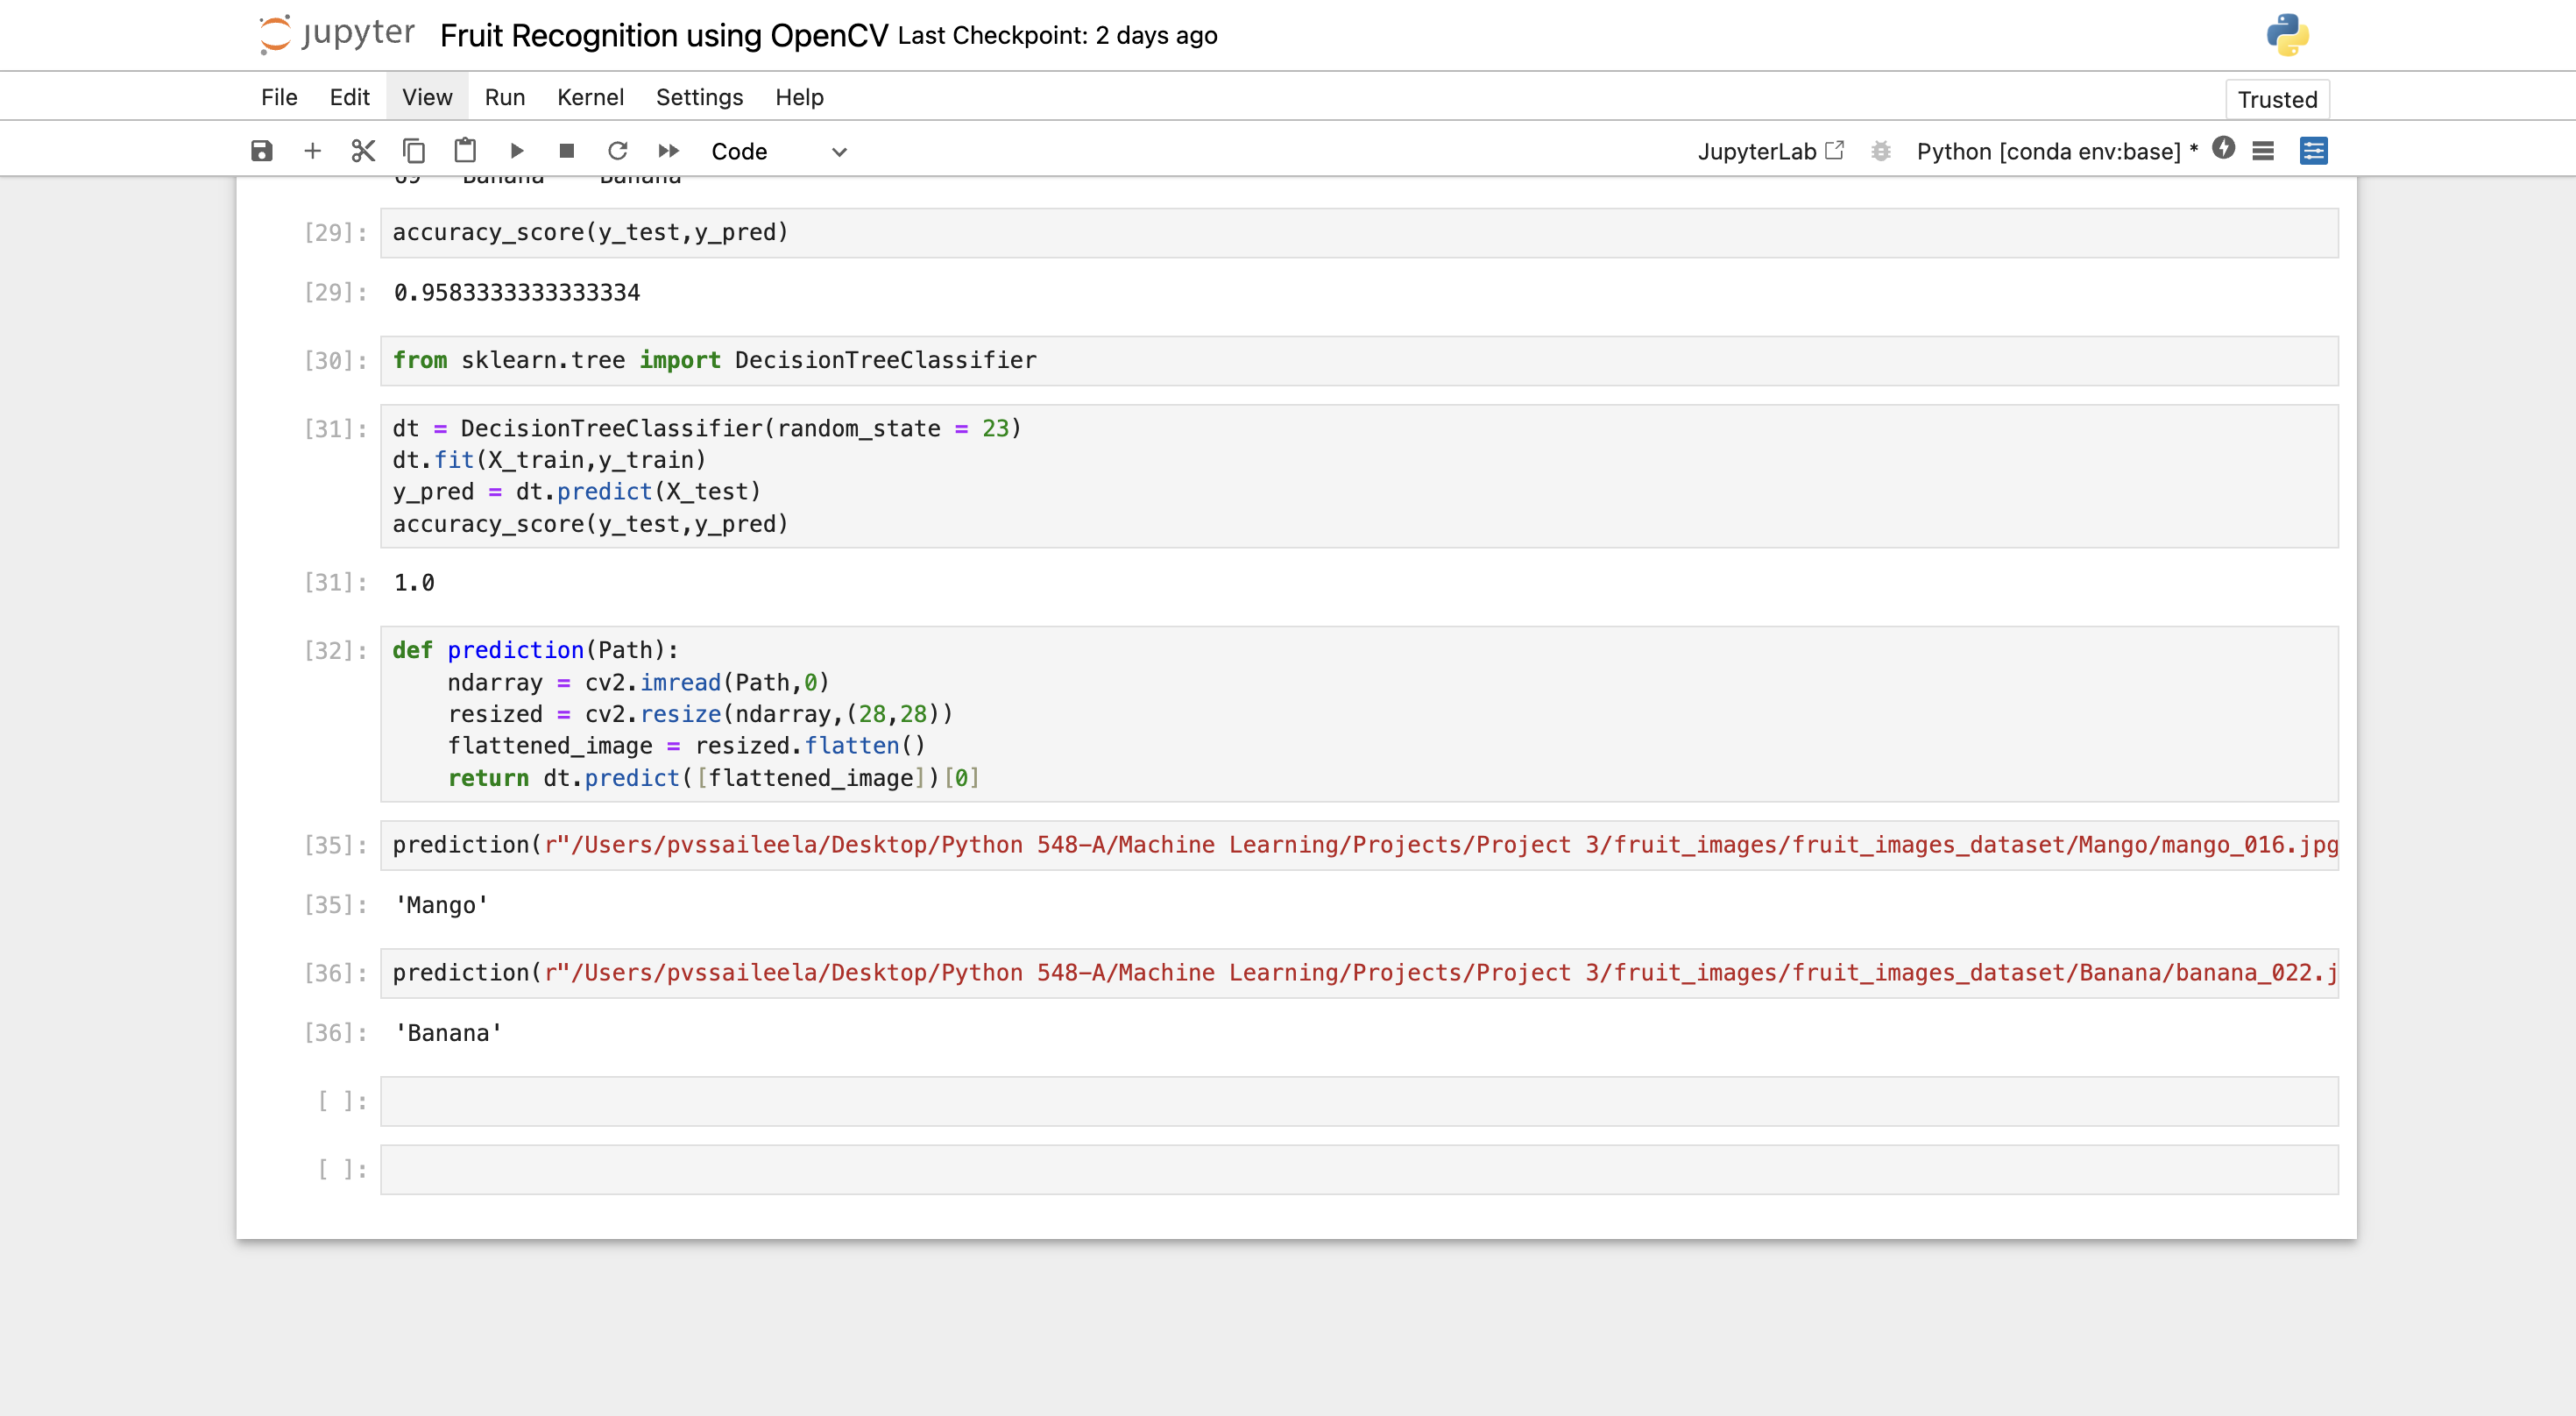 jupyter Fruit Recognition using OpenCV Last Checkpoint: 2 days ago
File Edit View Run Kernel Settings Help Trusted
Code JupyterLab Python [conda env:base] *
69 Banana Banana
[29]: accuracy_score(y_test,y_pred)
[29]: 0.9583333333333334
[30]: from sklearn.tree import DecisionTreeClassifier
[31]: dt = DecisionTreeClassifier(random_state = 23)
dt.fit(X_train,y_train)
y_pred = dt.predict(X_test)
accuracy_score(y_test,y_pred)
[31]: 1.0
[32]: def prediction(Path):
ndarray = cv2.imread(Path,0)
resized = cv2.resize(ndarray,(28,28))
flattened_image = resized.flatten()
return dt.predict([flattened_image])[0]
[35]: prediction(r"/Users/pvssaileela/Desktop/Python 548-A/Machine Learning/Projects/Project 3/fruit_images/fruit_images_dataset/Mango/mango_016.jpg
[35]: 'Mango'
[36]: prediction(r"/Users/pvssaileela/Desktop/Python 548-A/Machine Learning/Projects/Project 3/fruit_images/fruit_images_dataset/Banana/banana_022.j
[36]: 'Banana'
[ ]:
[ ]: